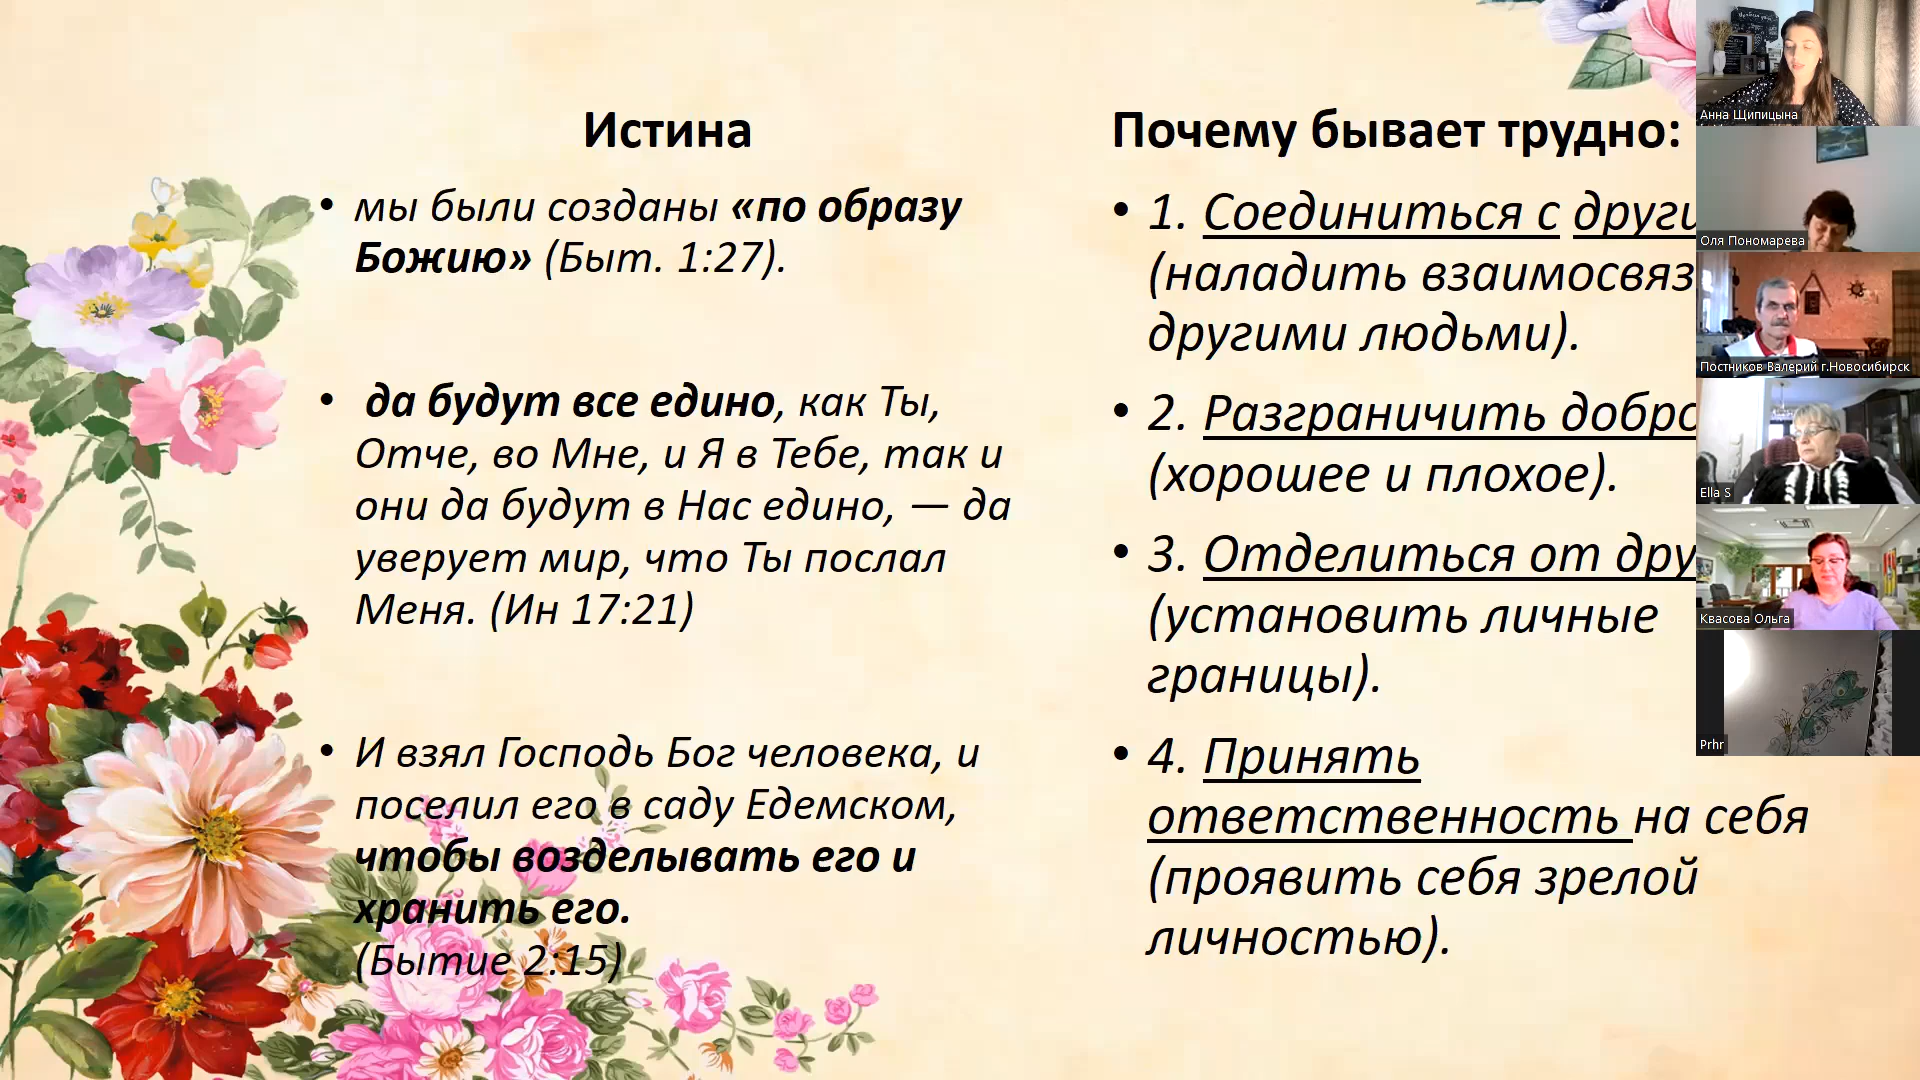 Истина
• мы были созданы «по образу
Божию» (Быт. 1:27).
• да будут все едино, как Ты,
Отче, во Мне, и Я в Тебе, так и
они да будут в Нас едино, — да
уверует мир, что Ты послал
Меня. (Ин 17:21)
• И взял Господь Бог человека, и
поселил его в саду Едемском,
чтобы возделывать его и
хранить его.
(Бытие 2:15)
Почему бывает трудно:
• 1. Соединиться с
(наладить
другими людьми).
• 2. Разграничить
(хорошее и плохое).
• 3. Отделиться от
(установить личные
границы).
• 4. Принять
ответственность на себя
(проявить себя зрелой
личностью).
Анна Щипицына
Оля Пономарева
Постников Валерий г.Новосибирск
Ella S
Квасова Ольга
Prhr